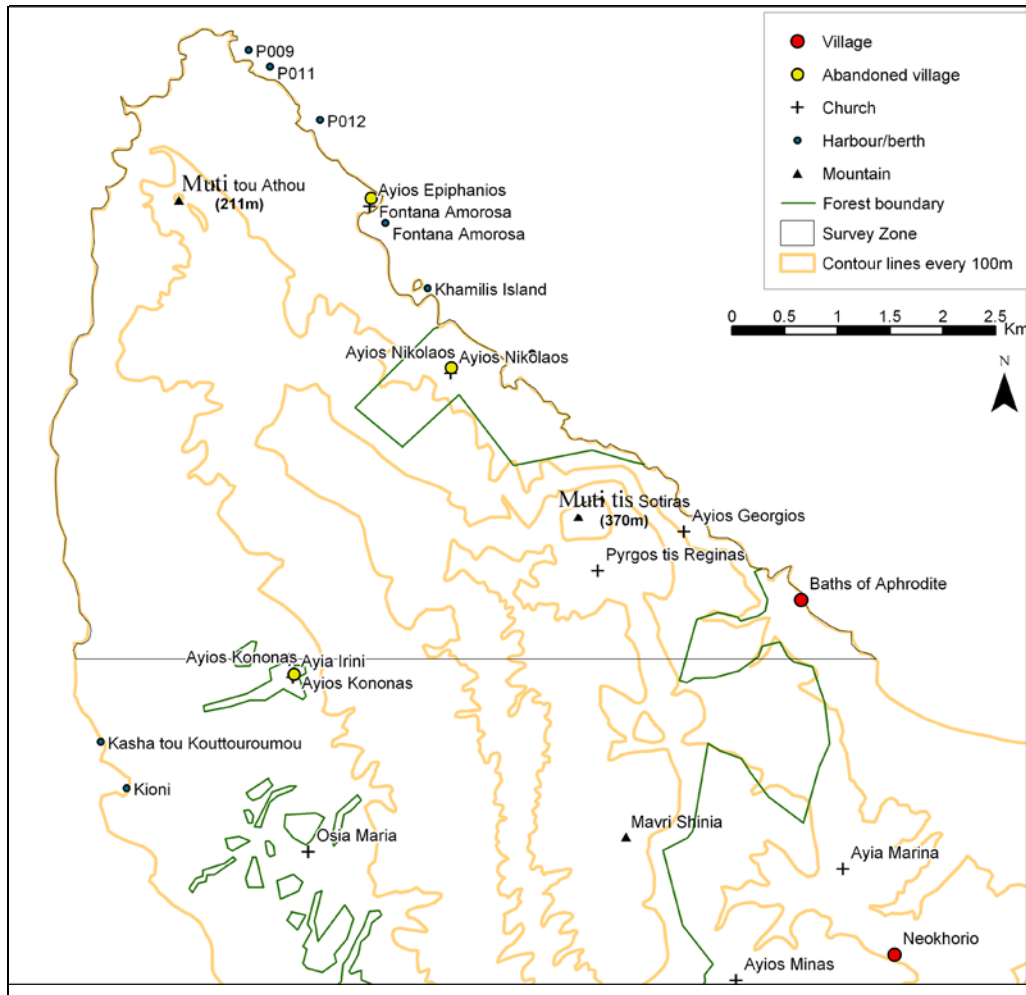 P009
P011
P012
Muti tou Athou
(211m)
Ayios Epiphanios
Fontana Amorosa
Fontana Amorosa
Khamilis Island
Ayios Nikolaos
Ayios Nikolaos
Muti tis Sotiras
(370m)
Ayios Georgios
Pyrgos tis Reginas
Baths of Aphrodite
Ayios Kononas
Ayia Irini
Ayios Kononas
Kasha tou Kouttouroumou
Kioni
Osia Maria
Mavri Shinia
Ayia Marina
Neokhorio
Ayios Minas
Village
Abandoned village
Church
Harbour/berth
Mountain
Forest boundary
Survey Zone
Contour lines every 100m
0 0.5 1 1.5 2 2.5
Km
N